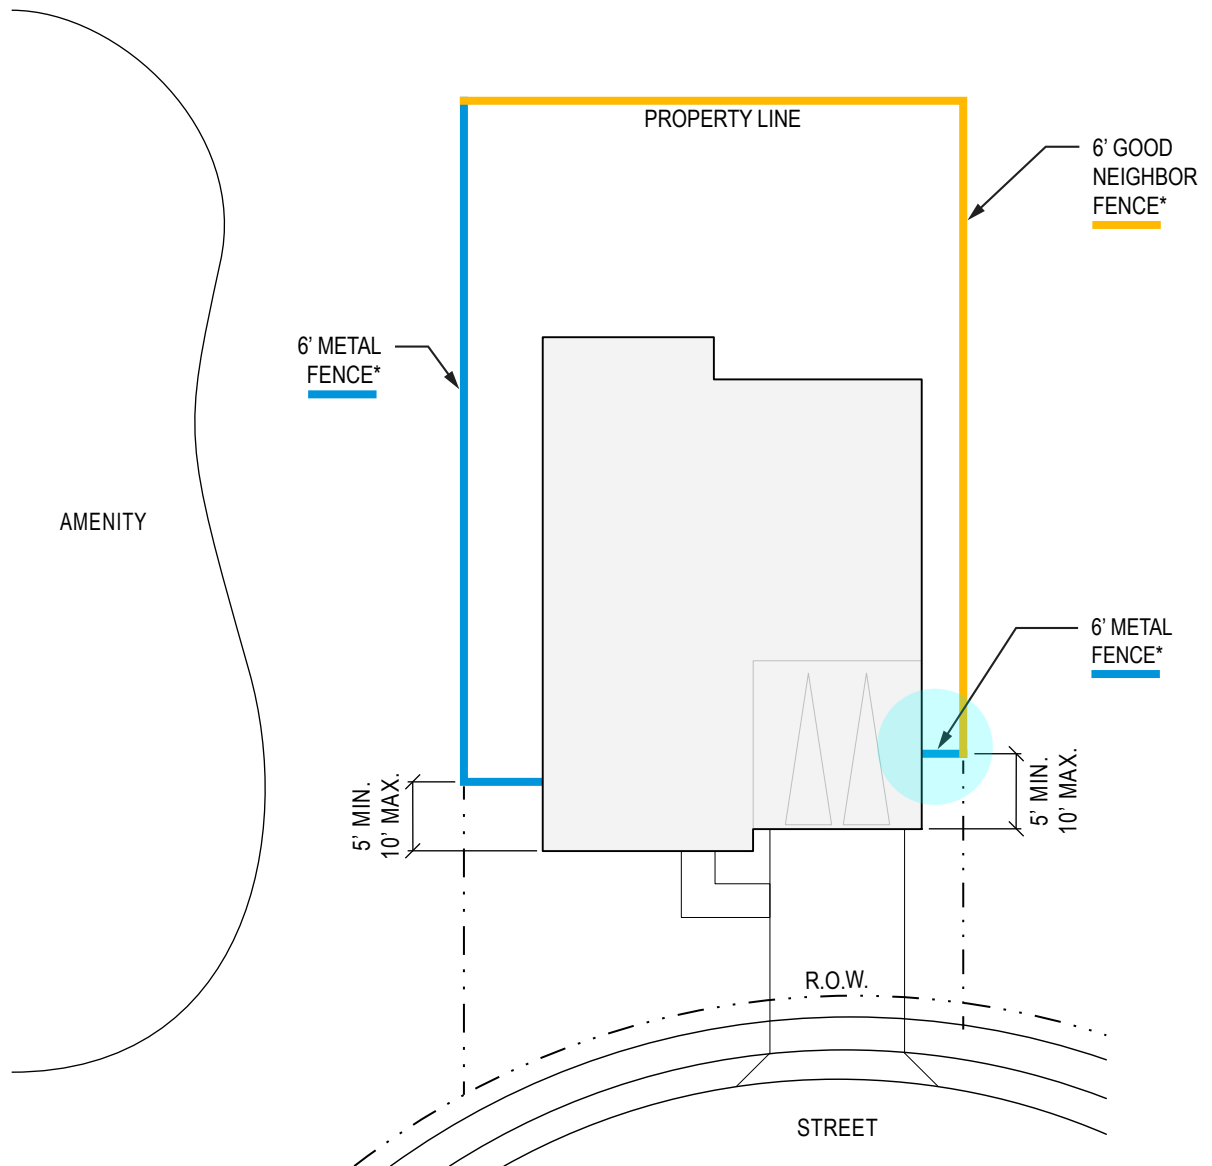 PROPERTY LINE
6’ GOOD
NEIGHBOR
FENCE*
6’ METAL
FENCE*
AMENITY
6’ METAL
FENCE*
5’ MIN.
10’ MAX.
5’ MIN.
10’ MAX.
R.O.W.
STREET